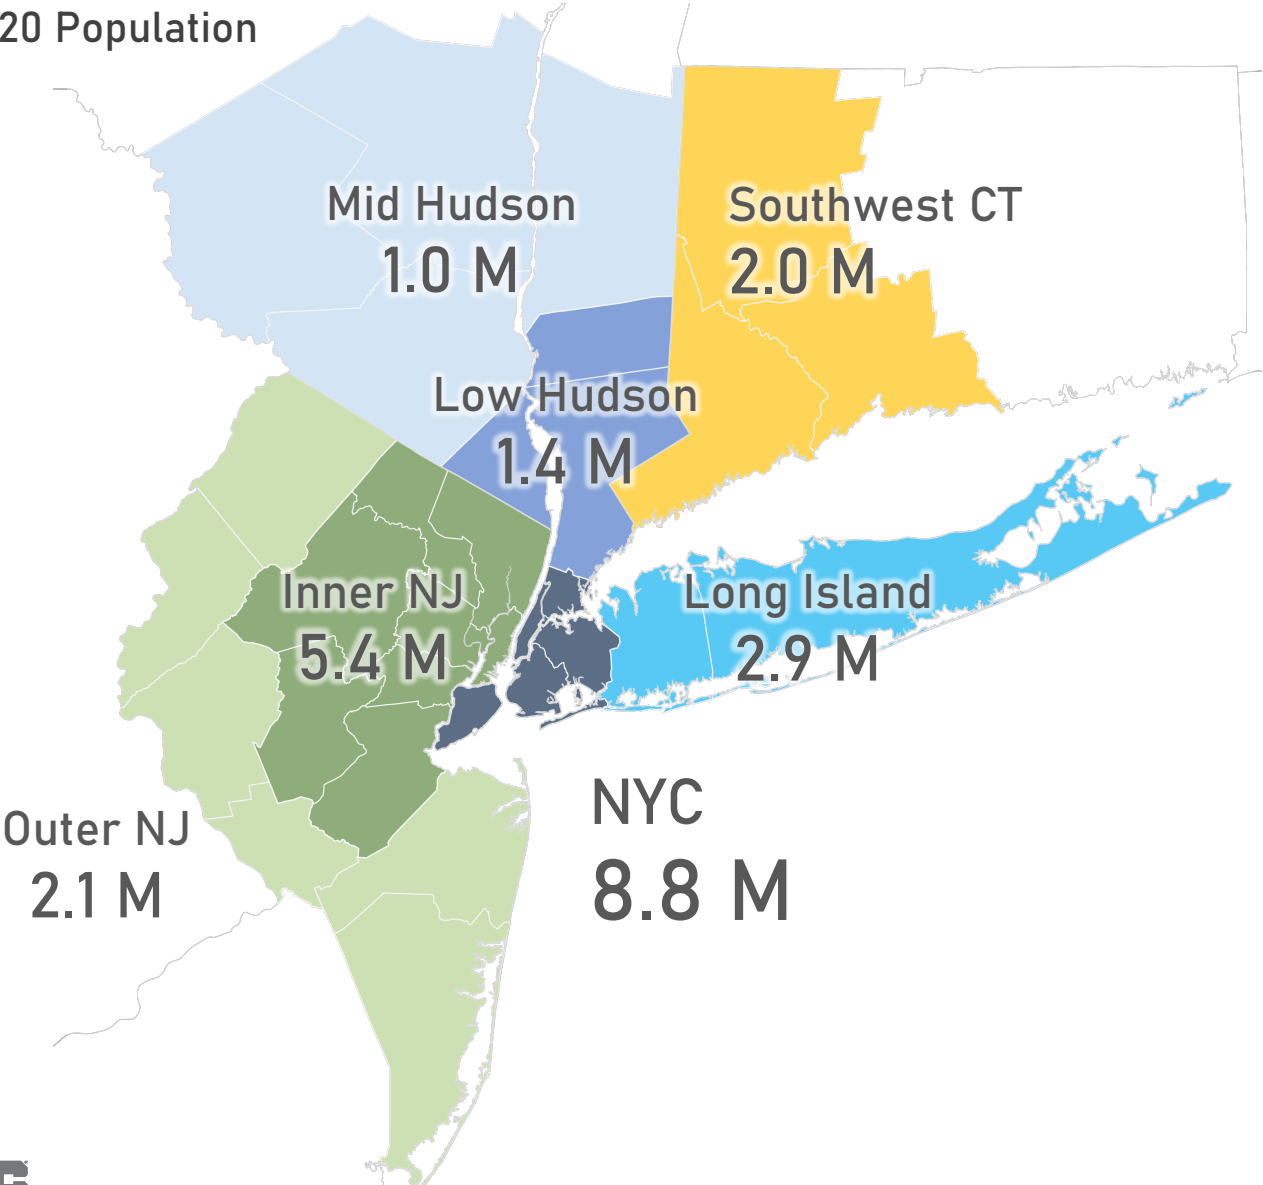 20 Population
Mid Hudson
1.0 M
Southwest CT
2.0 M
Low Hudson
1.4 M
Inner NJ
5.4 M
Long Island
2.9 M
NYC
8.8 M
Outer NJ
2.1 M